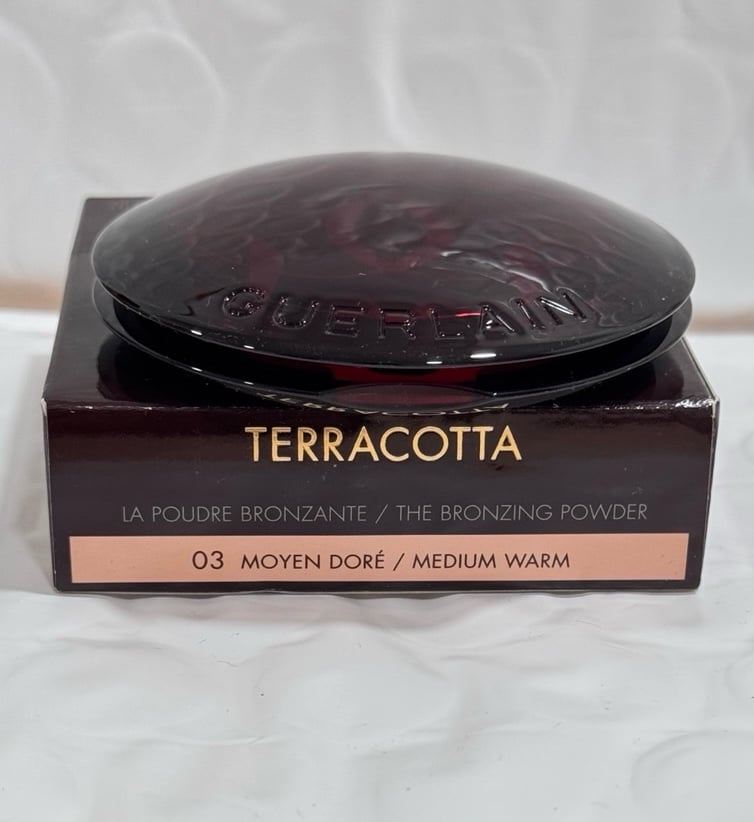 GUERLAIN
TERRACOTTA
LA POUDRE BRONZANTE / THE BRONZING POWDER
03 MOYEN DORÉ / MEDIUM WARM